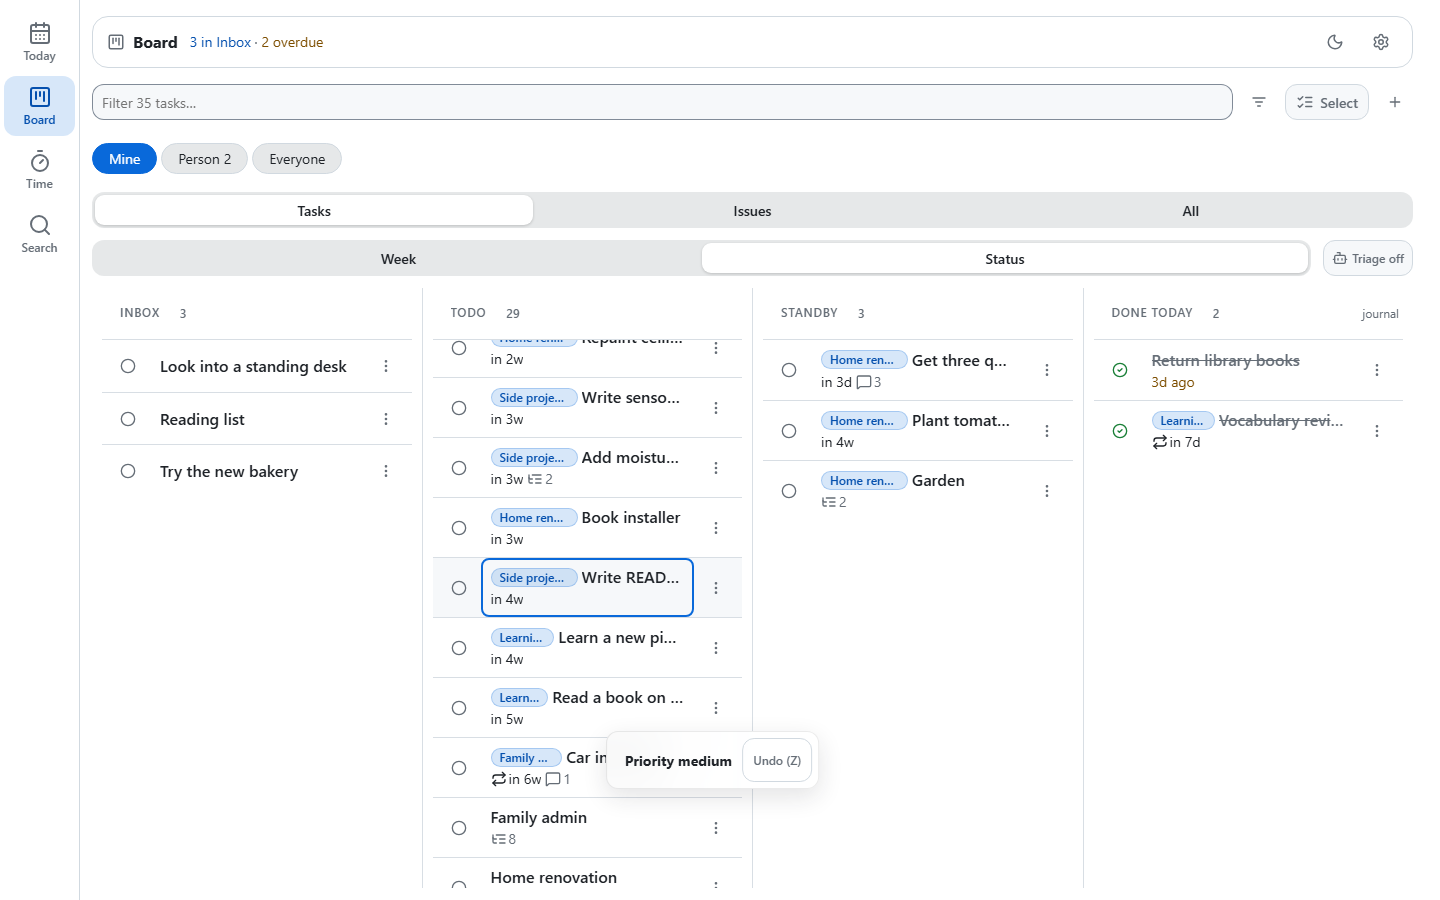 Today
Board
Time
Search
Board 3 in Inbox · 2 overdue
Filter 35 tasks...
Select
Mine
Person 2
Everyone
Tasks
Issues
All
Week
Status
Triage off
INBOX 3
Look into a standing desk
Reading list
Try the new bakery
TODO 29
in 2w
Side proje... Write senso...
in 3w
Side proje... Add moistu...
in 3w 2
Home ren... Book installer
in 3w
Side proje... Write READ...
in 4w
Learni... Learn a new pi...
in 4w
Learn... Read a book on ...
in 5w
Family ... Car in
in 6w 1
Family admin
8
Home renovation
Priority medium Undo (Z)
STANDBY 3
Home ren... Get three q...
in 3d 3
Home ren... Plant tomat...
in 4w
Home ren... Garden
2
DONE TODAY 2 journal
Return library books
3d ago
Learni... Vocabulary revi...
in 7d